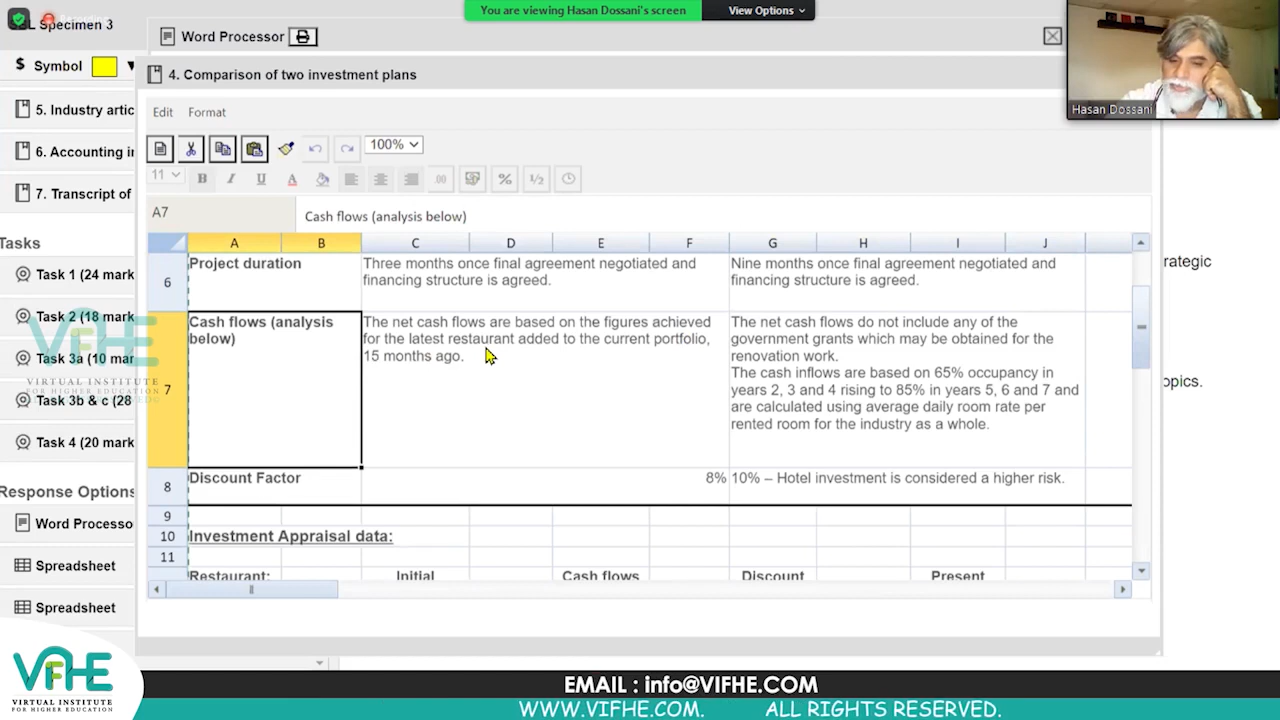 L Specimen 3
You are viewing Hasan Dossani's screen
View Options
Word Processor
Symbol
4. Comparison of two investment plans
Hasan Dossani
5. Industry artic
Edit Format
6. Accounting in
100%
7. Transcript of
11 B I U A .00 % 1/2
A7 Cash flows (analysis below)
Tasks
A B C D E F G H I J
Task 1 (24 mark
6 Project duration
Three months once final agreement negotiated and
financing structure is agreed.
Nine months once final agreement negotiated and
financing structure is agreed.
rategic
Task 2 (18 mark
7 Cash flows (analysis
below)
The net cash flows are based on the figures achieved
for the latest restaurant added to the current portfolio,
15 months ago.
The net cash flows do not include any of the
government grants which may be obtained for the
renovation work.
The cash inflows are based on 65% occupancy in
years 2, 3 and 4 rising to 85% in years 5, 6 and 7 and
are calculated using average daily room rate per
rented room for the industry as a whole.
Task 3a (10 mar
VIFHE
VIRTUAL INSTITUTE
opics.
Task 3b & c (28
Task 4 (20 mark
8 Discount Factor 8% 10% – Hotel investment is considered a higher risk.
Response Options
9
Word Processo
10 Investment Appraisal data:
11
Spreadsheet
Restaurant: Initial Cash flows Discount Present
Spreadsheet
VIFHE
VIRTUAL INSTITUTE
FOR HIGHER EDUCATION
EMAIL : info@VIFHE.COM
WWW.VIFHE.COM. ALL RIGHTS RESERVED.